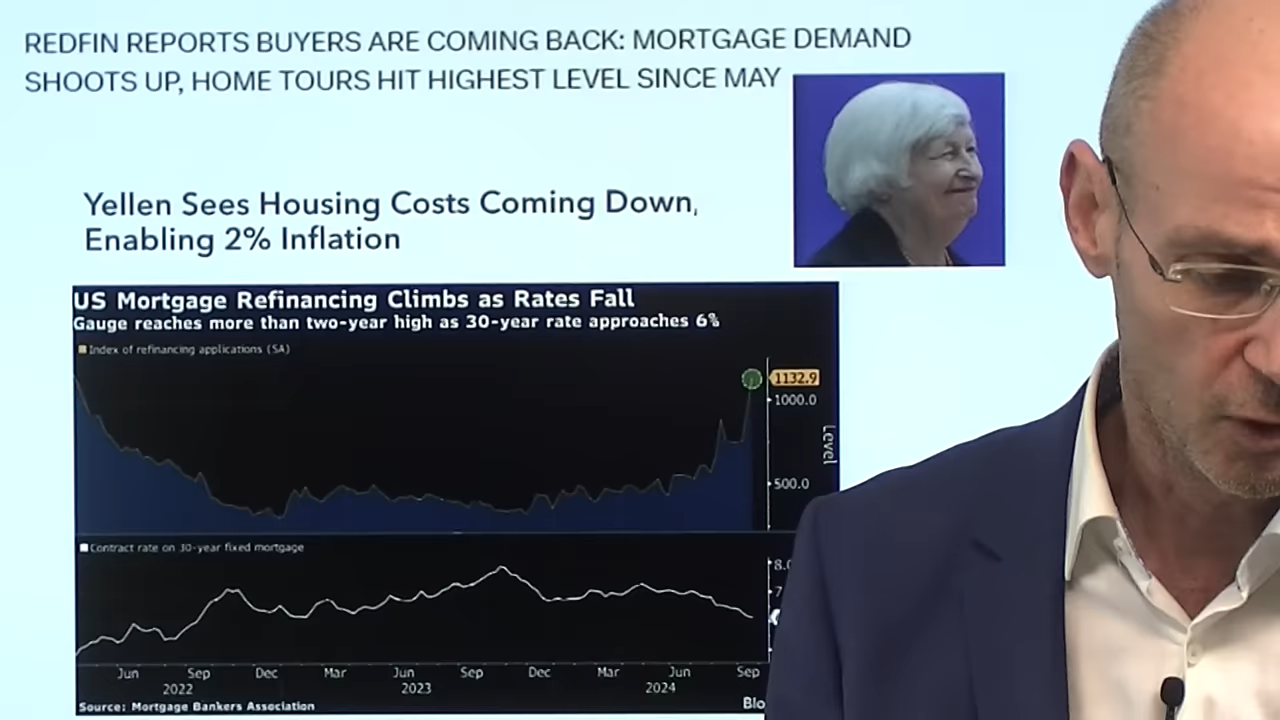 REDFIN REPORTS BUYERS ARE COMING BACK: MORTGAGE DEMAND
SHOOTS UP, HOME TOURS HIT HIGHEST LEVEL SINCE MAY
Yellen Sees Housing Costs Coming Down,
Enabling 2% Inflation
US Mortgage Refinancing Climbs as Rates Fall
Gauge reaches more than two-year high as 30-year rate approaches 6%
Index of refinancing applications (SA)
1132.9
1000.0
Level
500.0
Contract rate on 30-year fixed mortgage
8.0
7
Jun Sep Dec Mar Jun Sep Dec Mar Jun Sep
2022 2023 2024
Source: Mortgage Bankers Association
Blo